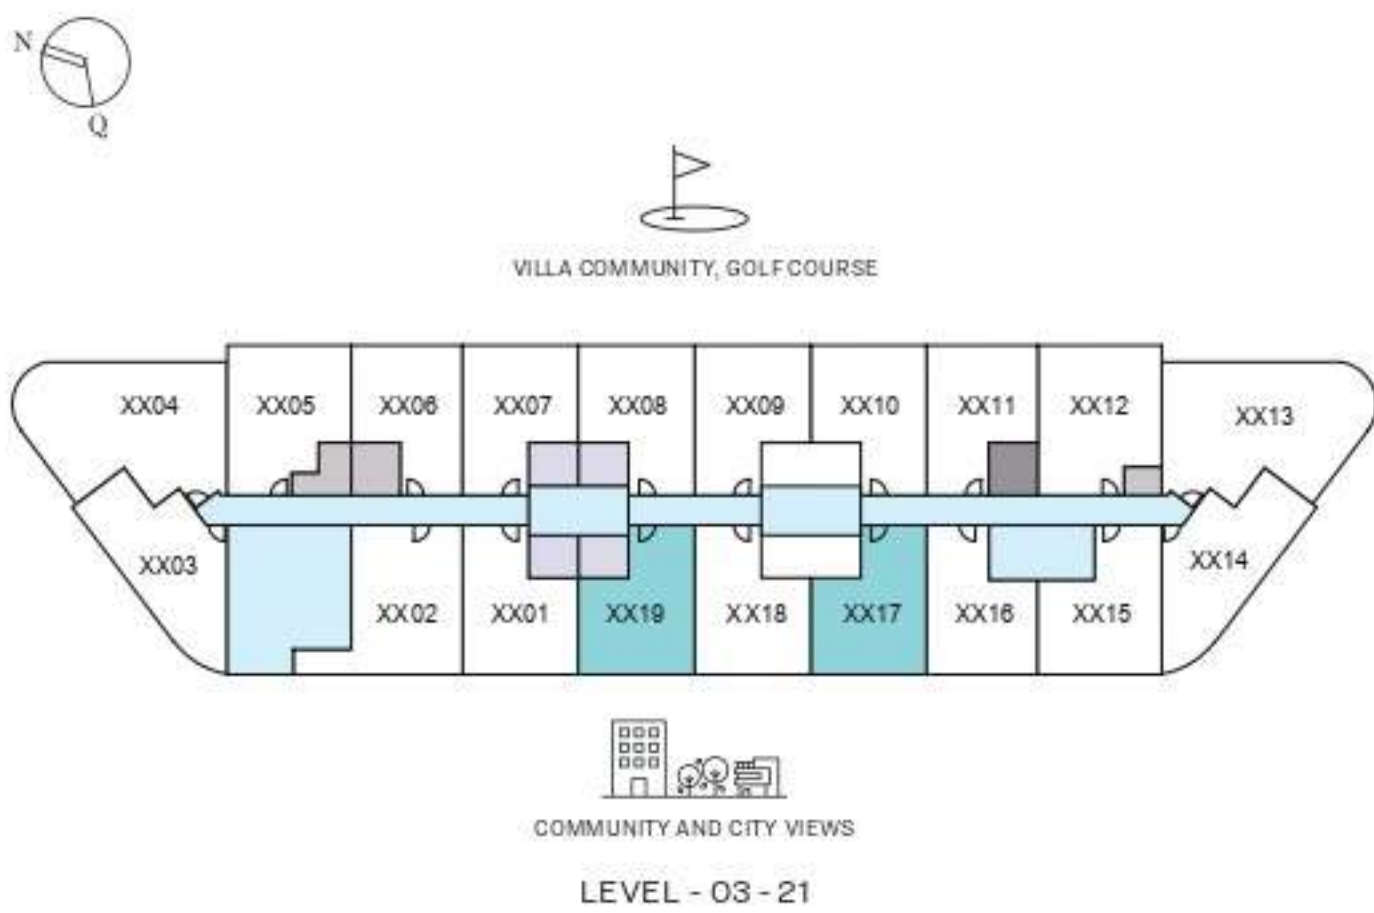 N
Q
VILLA COMMUNITY, GOLF COURSE
XX04 XX05 XX06 XX07 XX08 XX09 XX10 XX11 XX12 XX13
XX03 XX14
XX02 XX01 XX19 XX18 XX17 XX16 XX15
COMMUNITY AND CITY VIEWS
LEVEL - 03 - 21